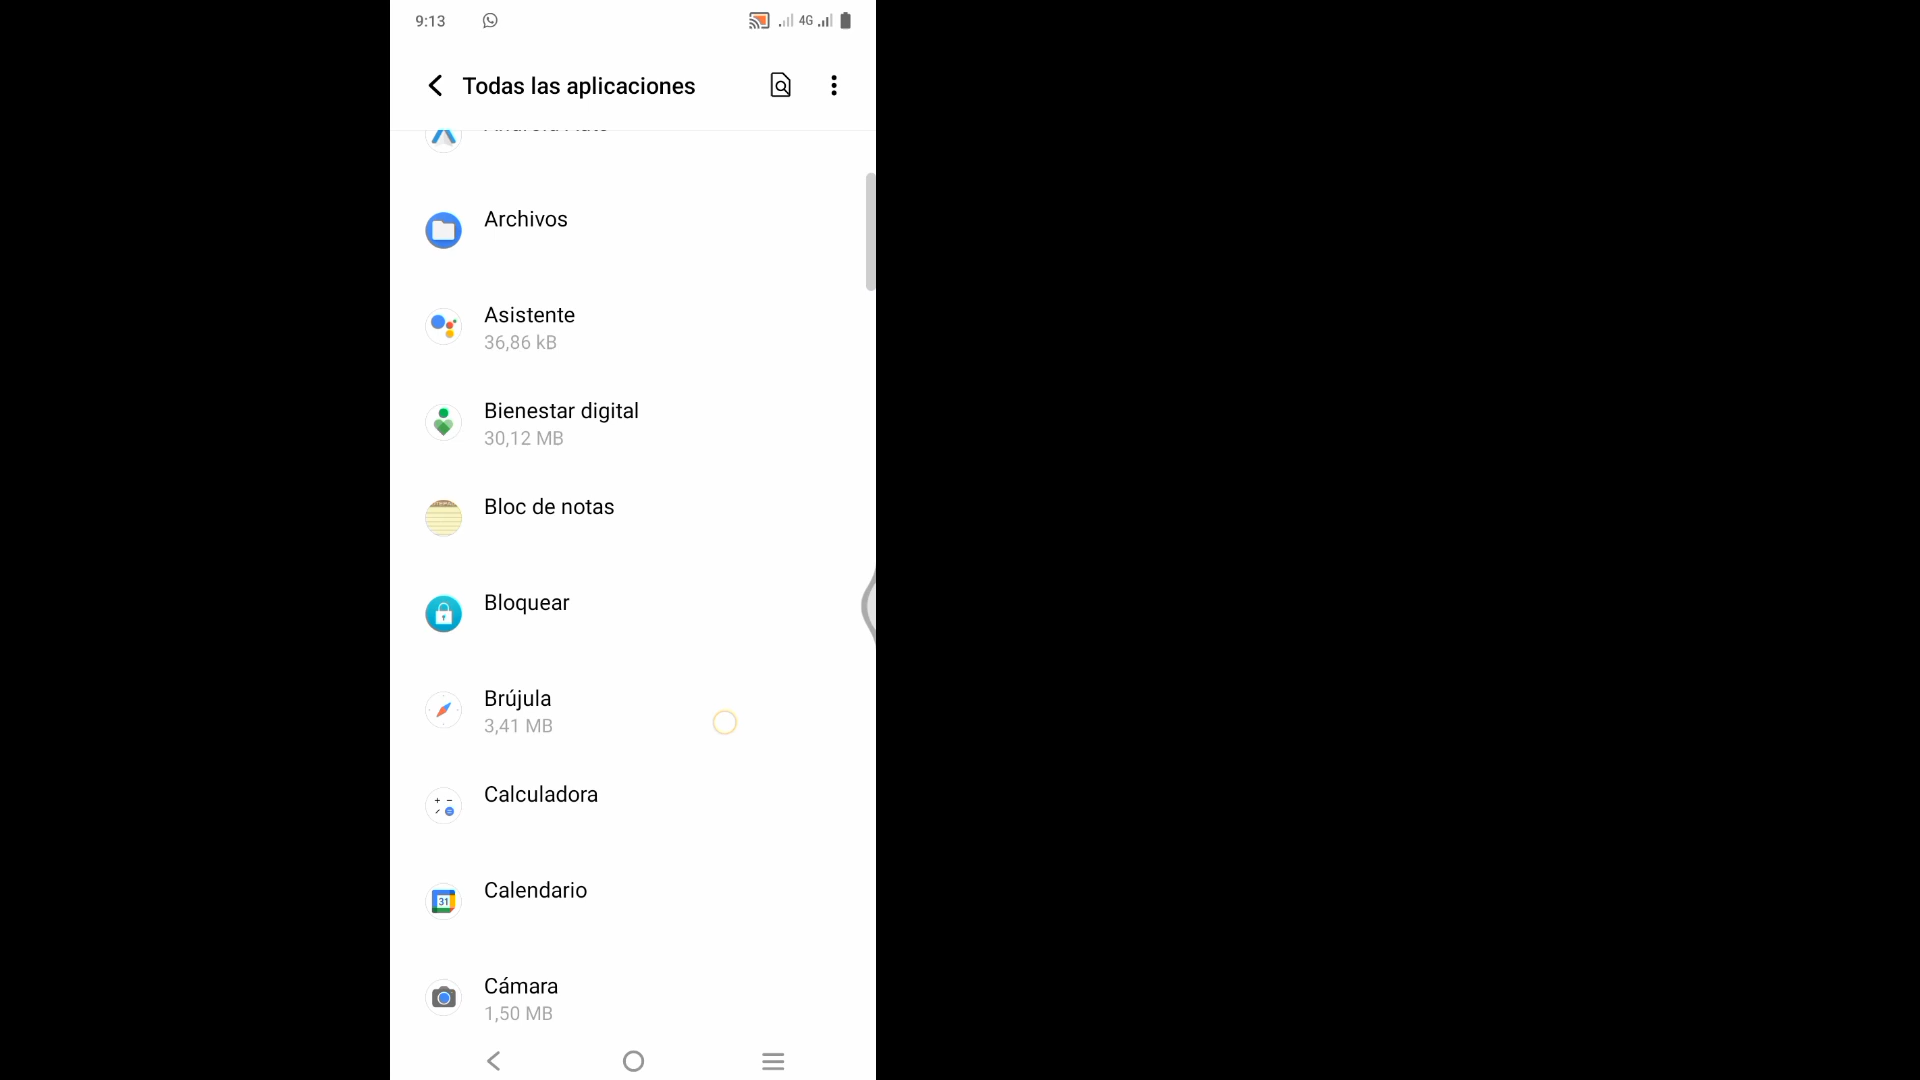 9:13
4G
Todas las aplicaciones
Archivos
Asistente
36,86 kB
Bienestar digital
30,12 MB
Bloc de notas
Bloquear
Brújula
3,41 MB
Calculadora
31
Calendario
Cámara
1,50 MB